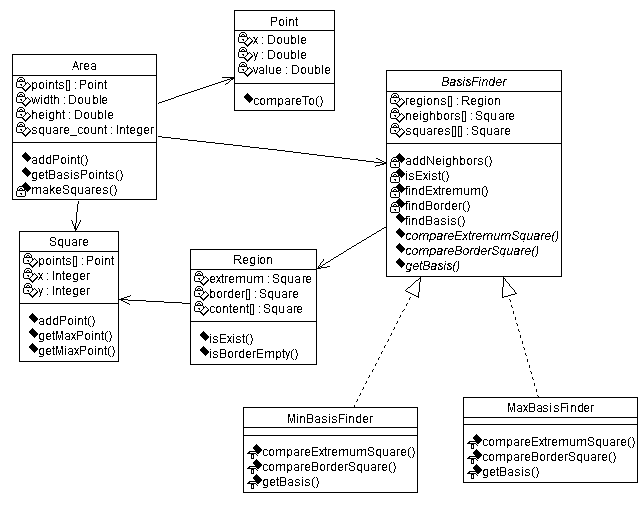 Point
x : Double
y : Double
value : Double
compareTo()
Area
points[] : Point
width : Double
height : Double
square_count : Integer
addPoint()
getBasisPoints()
makeSquares()
BasisFinder
regions[] : Region
neighbors[] : Square
squares[][] : Square
addNeighbors()
isExist()
findExtremum()
findBorder()
findBasis()
compareExtremumSquare()
compareBorderSquare()
getBasis()
Square
points[] : Point
x : Integer
y : Integer
addPoint()
getMaxPoint()
getMiaxPoint()
Region
extremum : Square
border[] : Square
content[] : Square
isExist()
isBorderEmpty()
MinBasisFinder
compareExtremumSquare()
compareBorderSquare()
getBasis()
MaxBasisFinder
compareExtremumSquare()
compareBorderSquare()
getBasis()